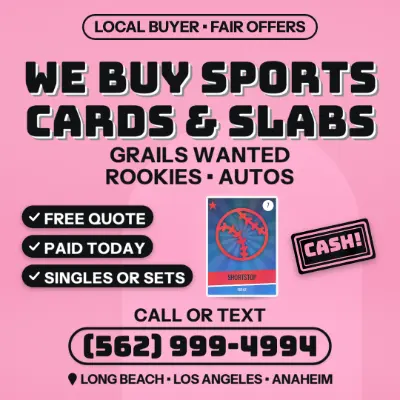 LOCAL BUYER • FAIR OFFERS
WE BUY SPORTS
CARDS & SLABS
GRAILS WANTED
ROOKIES • AUTOS
FREE QUOTE
PAID TODAY
SINGLES OR SETS
7
SHORTSTOP
CASH!
CALL OR TEXT
(562) 999-4994
LONG BEACH • LOS ANGELES • ANAHEIM